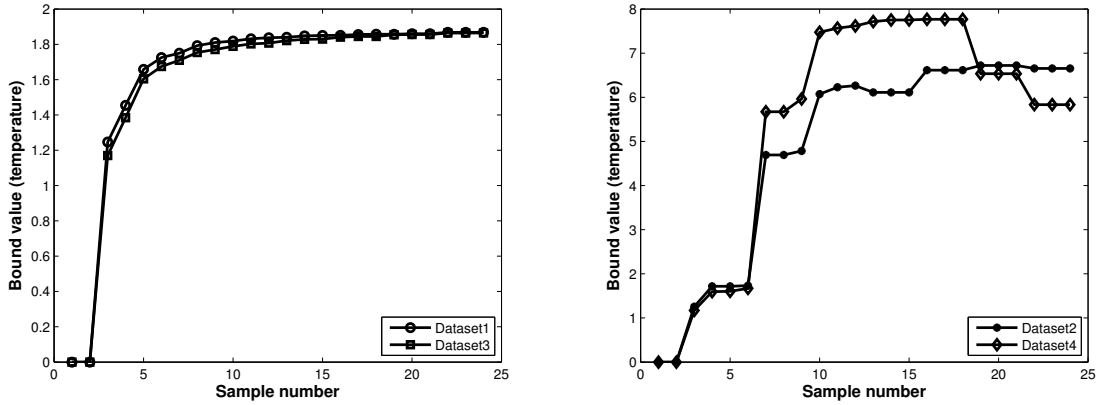 2
1.8
1.6
1.4
1.2
1
0.8
0.6
0.4
0.2
0
Bound value (temperature)
0 5 10 15 20 25
Sample number
Dataset1
Dataset3
8
7
6
5
4
3
2
1
0
Bound value (temperature)
0 5 10 15 20 25
Sample number
Dataset2
Dataset4